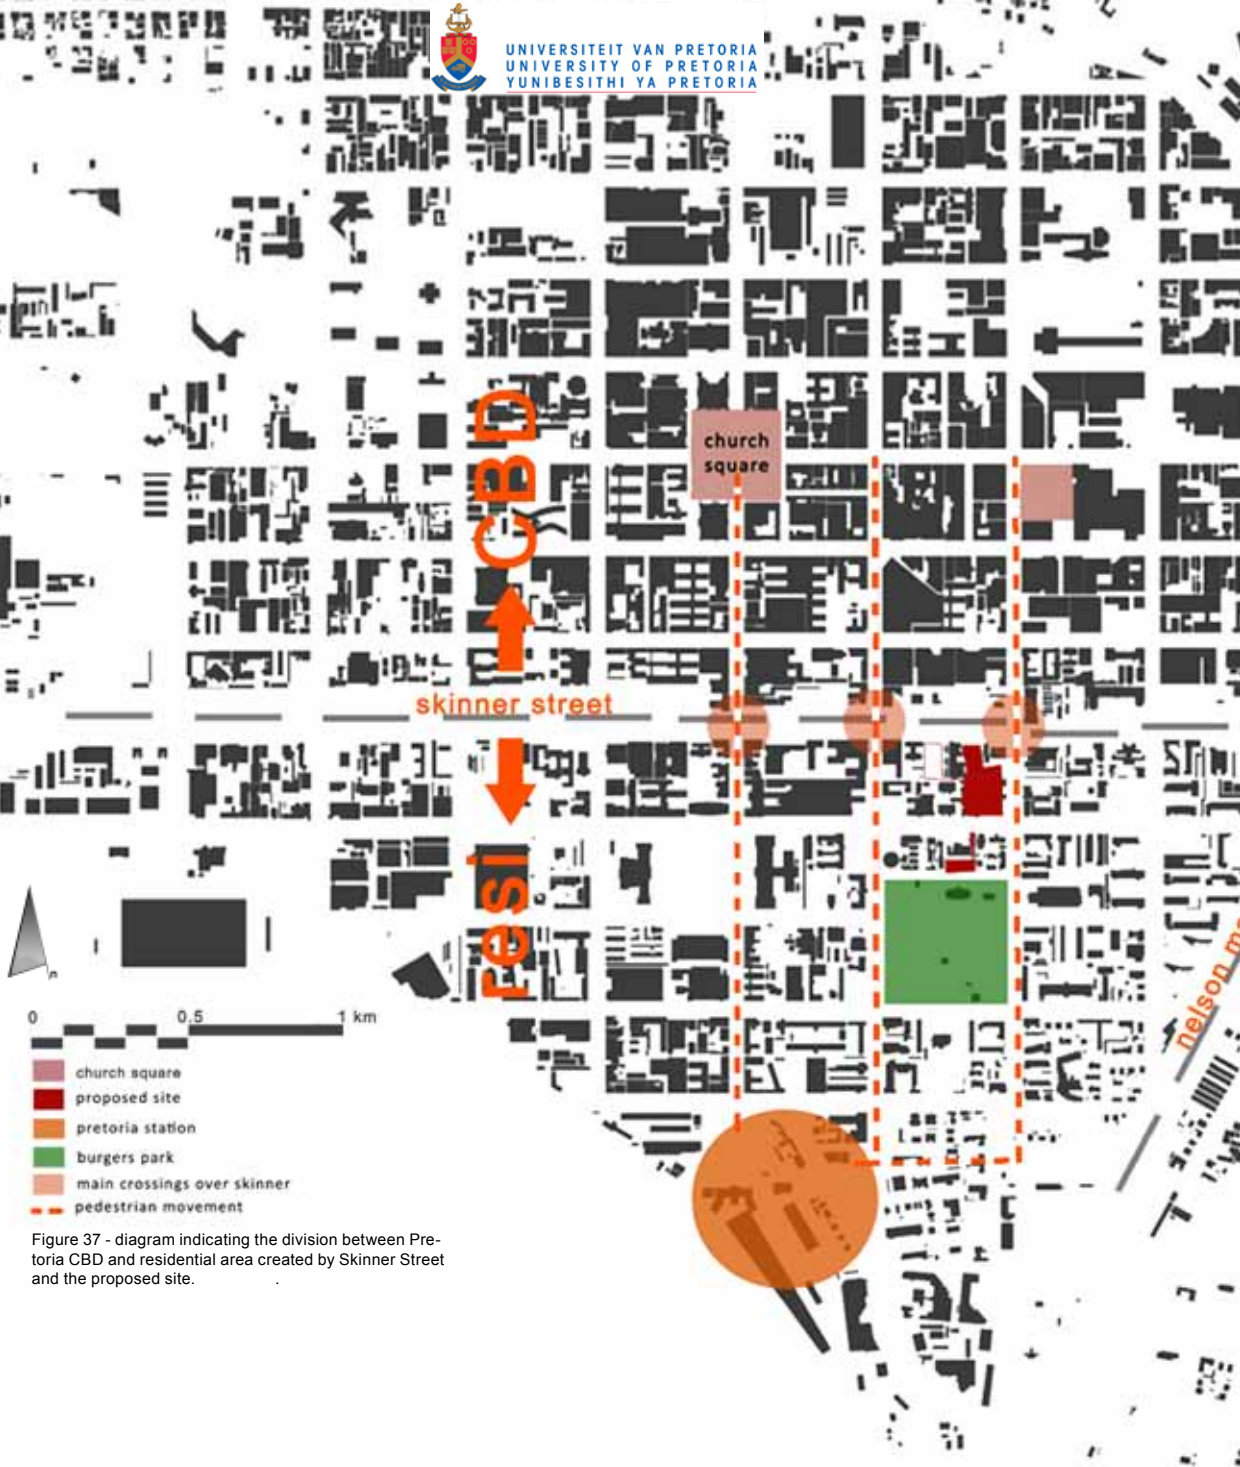 UNIVERSITEIT VAN PRETORIA
UNIVERSITY OF PRETORIA
YUNIBESITHI YA PRETORIA
church
square
CBD
skinner street
resi
nelson ma
n
0 0.5 1 km
church square
proposed site
pretoria station
burgers park
main crossings over skinner
pedestrian movement
Figure 37 - diagram indicating the division between Pre-
toria CBD and residential area created by Skinner Street
and the proposed site. .